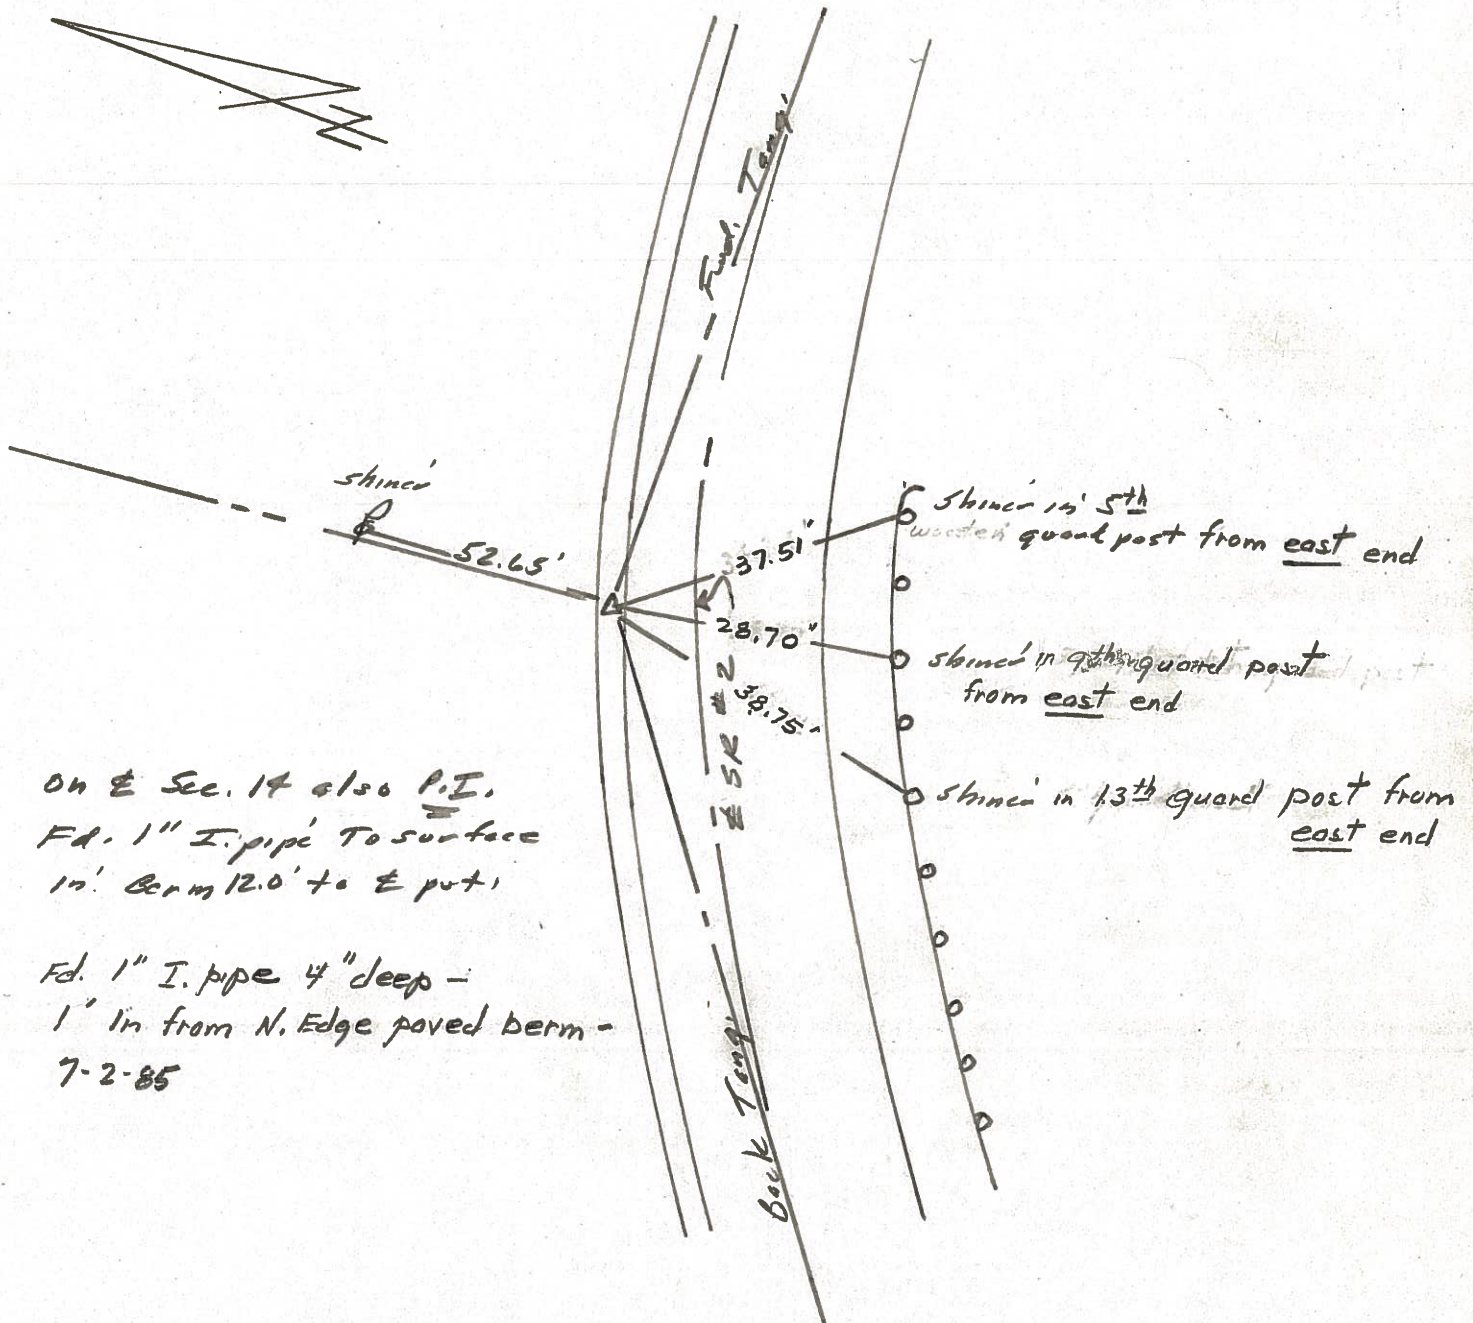 N
Fwd. Tang.
shiner
52.65'
37.51'
shiner in 5th
wooden guard post from east end
28.70'
shiner in 9th guard post
from east end
38.75'
shiner in 13th guard post from
east end
℄ SR #2
on ℄ Sec. 14 also P.I.
Fd. 1" I. pipe To surface
in Berm 12.0' to ℄ pvt.
Fd. 1" I. pipe 4" deep -
1' in from N. Edge paved berm -
7-2-85
Back Tang.